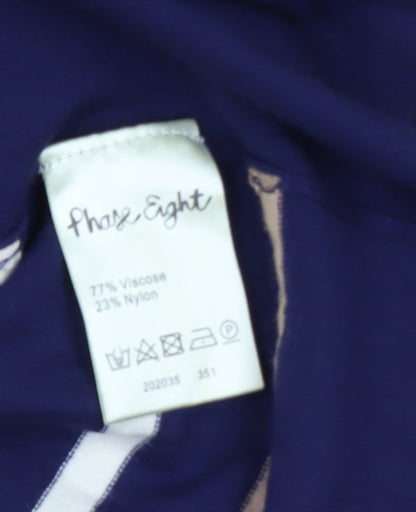 Phase Eight
77% Viscose
23% Nylon
P
202035 351